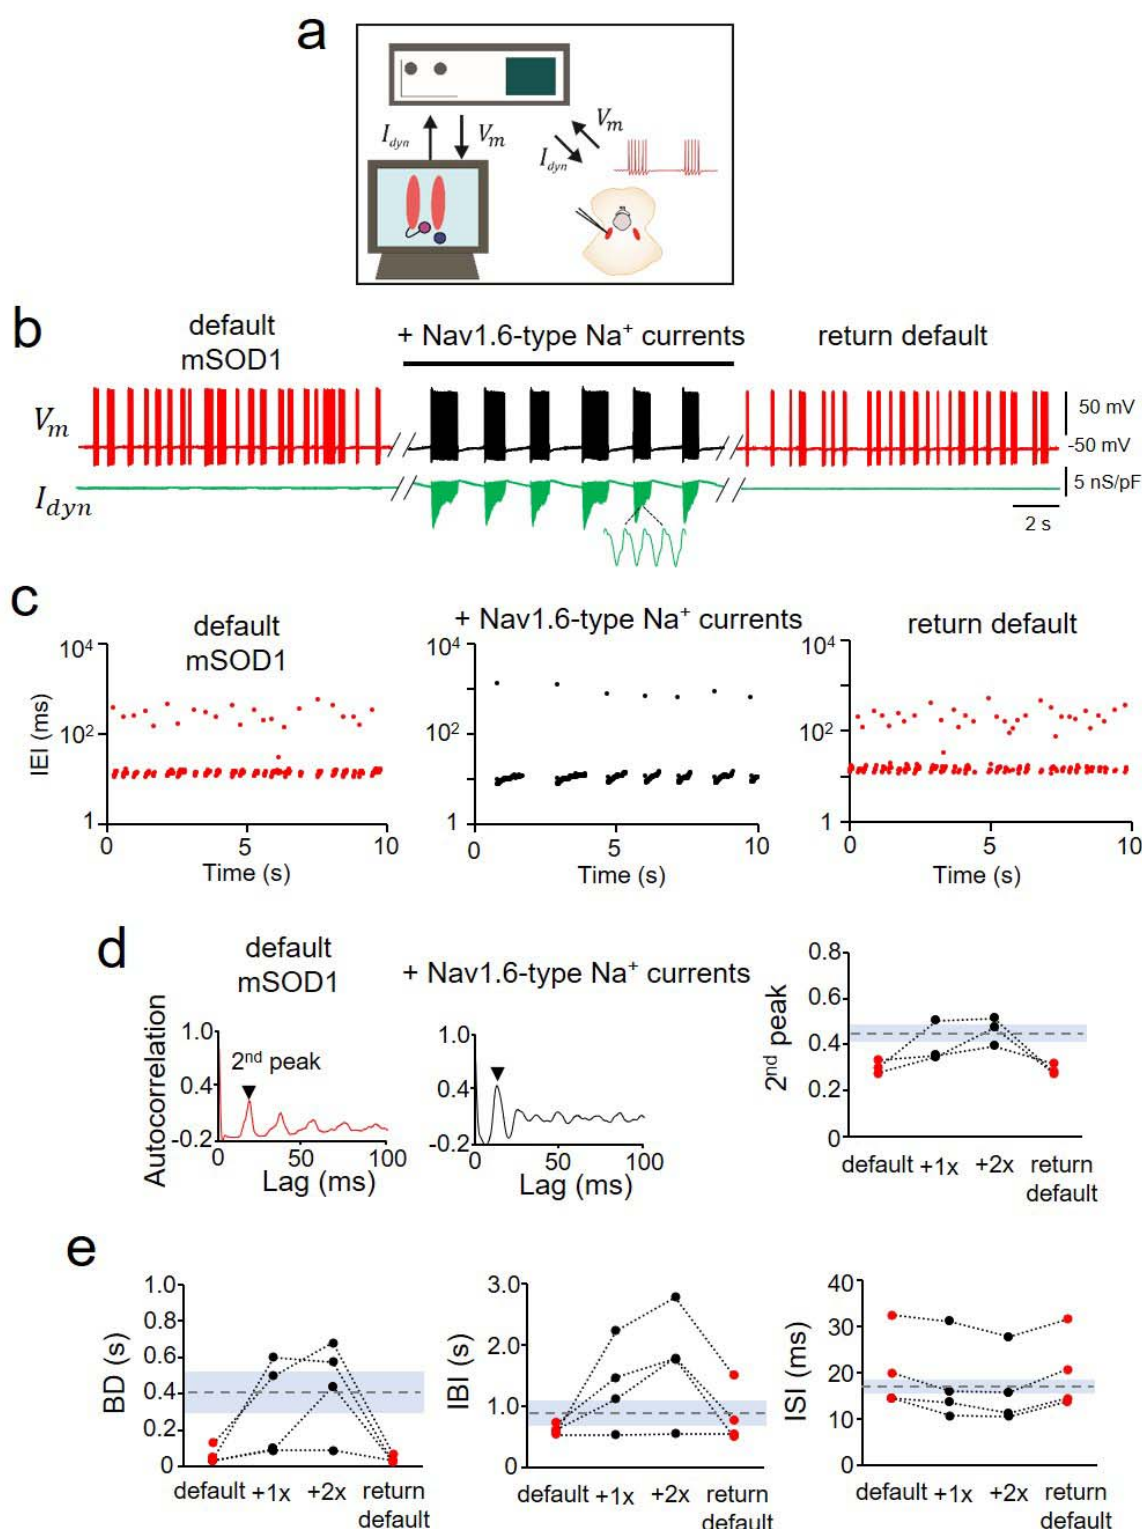 a
I_dyn
V_m
V_m
I_dyn
b
default
mSOD1
+ Nav1.6-type Na⁺ currents
return default
V_m
50 mV
-50 mV
I_dyn
5 nS/pF
2 s
c
default
mSOD1
+ Nav1.6-type Na⁺ currents
return default
IEI (ms)
10⁴
10²
1
0 5 10
Time (s)
10⁴
10²
1
0 5 10
Time (s)
10⁴
10²
1
0 5 10
Time (s)
d
default
mSOD1
+ Nav1.6-type Na⁺ currents
Autocorrelation
1.0
0.4
-0.2
2ⁿᵈ peak
0 50 100
Lag (ms)
1.0
0.4
-0.2
0 50 100
Lag (ms)
2ⁿᵈ peak
0.8
0.6
0.4
0.2
0
default +1x +2x return
default
e
BD (s)
1.0
0.8
0.6
0.4
0.2
0
default +1x +2x return
default
IBI (s)
3.0
2.0
1.0
0
default +1x +2x return
default
ISI (ms)
40
30
20
10
0
default +1x +2x return
default